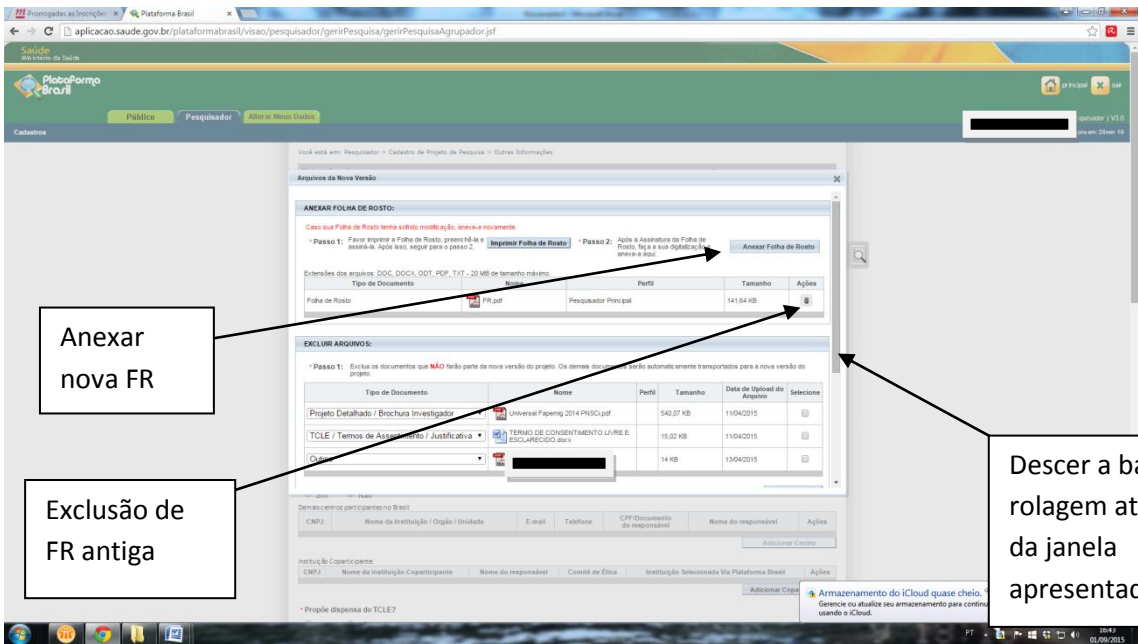 Prorrogadas as Inscrições
Plataforma Brasil
aplicacao.saude.gov.br/plataformabrasil/visao/pesquisador/gerirPesquisa/gerirPesquisaAgrupador.jsf
Saúde
Ministério da Saúde
Plataforma
Brasil
principal
sair
Público
Pesquisador
Alterar Meus Dados
V3.0
Cadastros
Você está em: Pesquisador > Cadastro de Projeto de Pesquisa > Outras Informações
Arquivos da Nova Versão
ANEXAR FOLHA DE ROSTO:
Caso sua Folha de Rosto tenha sofrido modificação, anexe-a novamente.
* Passo 1: Favor imprimir a Folha de Rosto, preenchê-la e assiná-la. Após isso, seguir para o passo 2.
Imprimir Folha de Rosto
* Passo 2: Após a Assinatura da Folha de Rosto, faça a sua digitalização e anexe-a aqui.
Anexar Folha de Rosto
Extensões dos arquivos: DOC, DOCX, ODT, PDF, TXT - 20 MB de tamanho máximo.
Tipo de Documento Nome Perfil Tamanho Ações
Folha de Rosto FR.pdf Pesquisador Principal 141,64 KB
EXCLUIR ARQUIVOS:
* Passo 1: Exclua os documentos que NÃO farão parte da nova versão do projeto. Os demais documentos serão automaticamente transportados para a nova versão do
projeto.
Tipo de Documento Nome Perfil Tamanho Data de Upload do Arquivo Selecione
Projeto Detalhado / Brochura Investigador Universal Fapemig 2014 PNSCi.pdf 540,07 KB 11/04/2015
TCLE / Termos de Assentimento / Justificativa TERMO DE CONSENTIMENTO LIVRE E ESCLARECIDO.docx 15,02 KB 11/04/2015
Outros 14 KB 13/04/2015
Anexar
nova FR
Exclusão de
FR antiga
Descer a ba
rolagem at
da janela
apresentad
Demais centros participantes no Brasil
CNPJ Nome da Instituição / Orgão / Unidade E-mail Telefone CPF/Documento do responsável Nome do responsável Ações
Adicionar Centro
Instituição Coparticipante
CNPJ Nome da Instituição Coparticipante Nome do responsável Comitê de Ética Instituição Selecionada Via Plataforma Brasil Ações
Adicionar Copa
* Propõe dispensa do TCLE?
Armazenamento do iCloud quase cheio.
Gerencie ou atualize seu armazenamento para continu
usando o iCloud.
PT
16:43
01/09/2015